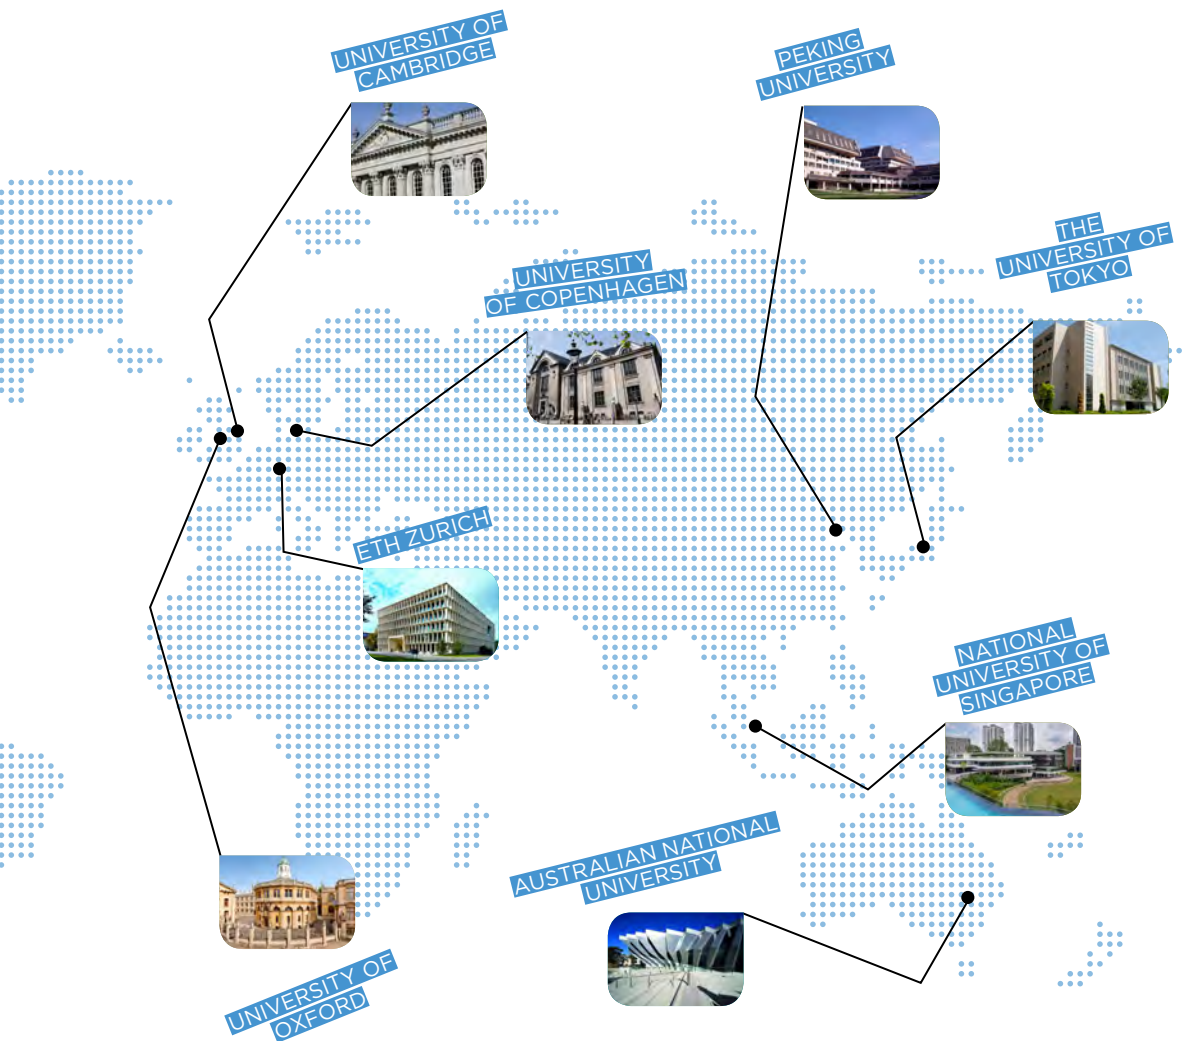 UNIVERSITY OF
CAMBRIDGE
PEKING
UNIVERSITY
THE
UNIVERSITY OF
TOKYO
UNIVERSITY
OF COPENHAGEN
ETH ZURICH
NATIONAL
UNIVERSITY OF
SINGAPORE
AUSTRALIAN NATIONAL
UNIVERSITY
UNIVERSITY OF
OXFORD